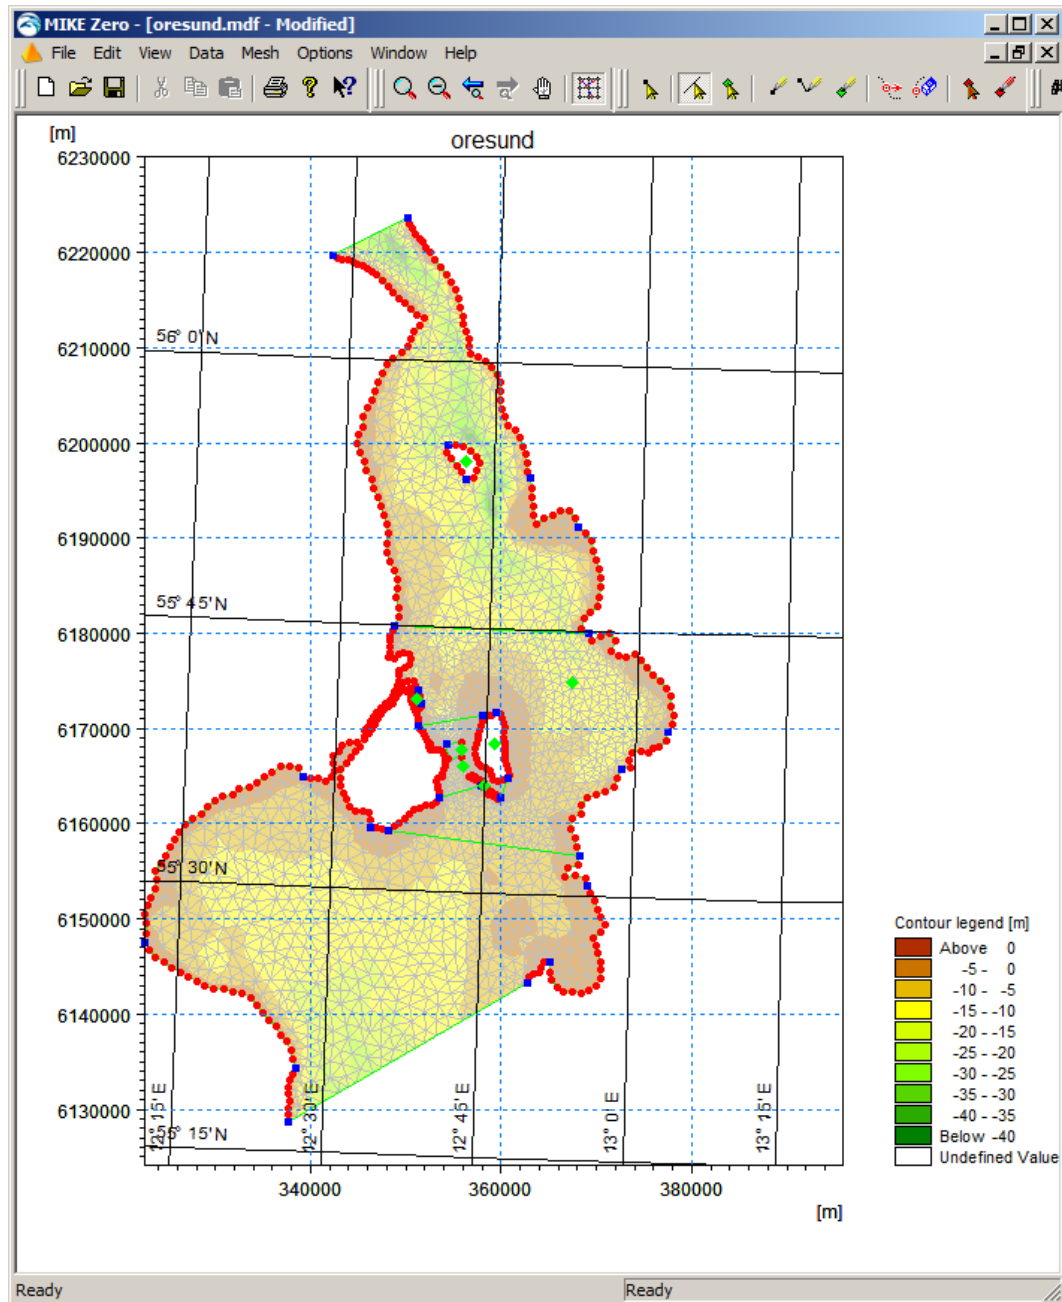 MIKE Zero - [oresund.mdf - Modified]
File Edit View Data Mesh Options Window Help
[m]
oresund
6230000
6220000
56° 0' N
6210000
6200000
6190000
55° 45' N
6180000
6170000
6160000
55° 30' N
6150000
6140000
6130000
55° 15' N
12° 15' E
12° 30' E
12° 45' E
13° 0' E
13° 15' E
340000 360000 380000
[m]
Contour legend [m]
Above 0
-5 - 0
-10 - -5
-15 - -10
-20 - -15
-25 - -20
-30 - -25
-35 - -30
-40 - -35
Below -40
Undefined Value
Ready Ready